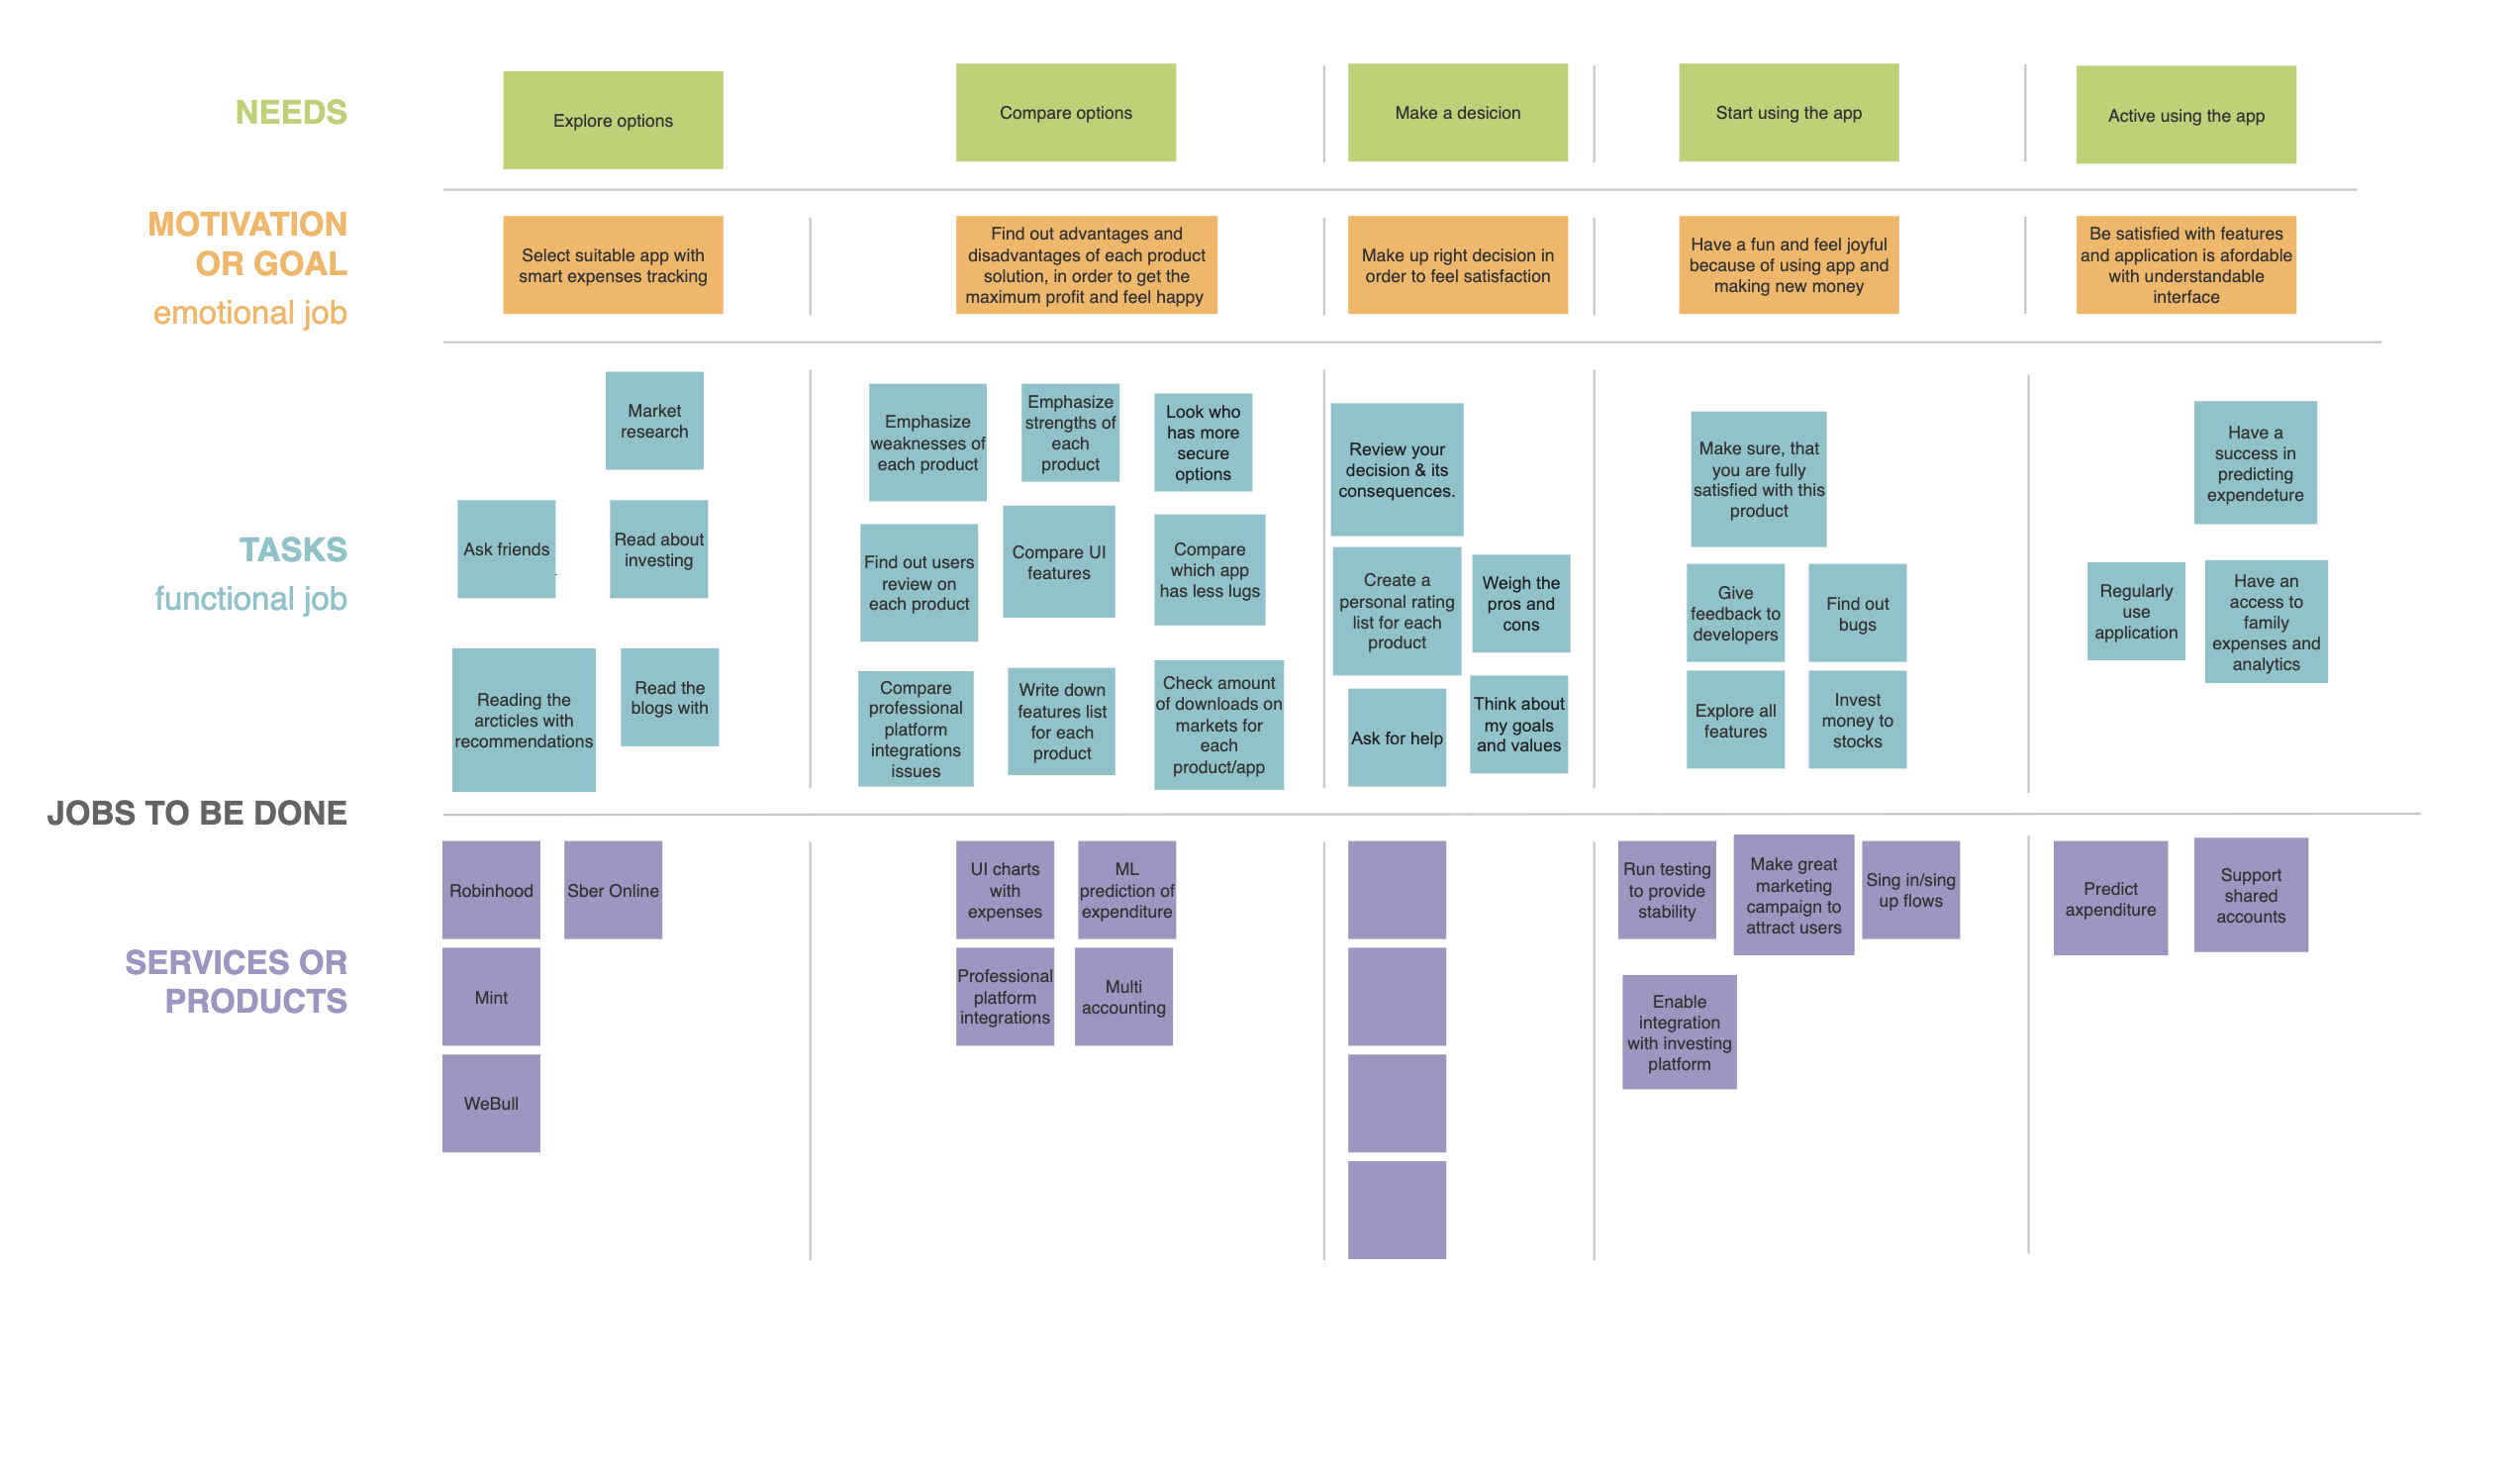 NEEDS
Explore options
Compare options
Make a desicion
Start using the app
Active using the app
MOTIVATION
OR GOAL
emotional job
Select suitable app with
smart expenses tracking
Find out advantages and
disadvantages of each product
solution, in order to get the
maximum profit and feel happy
Make up right decision in
order to feel satisfaction
Have a fun and feel joyful
because of using app and
making new money
Be satisfied with features
and application is afordable
with understandable
interface
TASKS
functional job
Market
research
Ask friends
Read about
investing
Reading the
arcticles with
recommendations
Read the
blogs with
Emphasize
weaknesses of
each product
Emphasize
strengths of
each
product
Look who
has more
secure
options
Find out users
review on
each product
Compare UI
features
Compare
which app
has less lugs
Compare
professional
platform
integrations
issues
Write down
features list
for each
product
Check amount
of downloads on
markets for
each
product/app
Review your
decision & its
consequences.
Create a
personal rating
list for each
product
Weigh the
pros and
cons
Ask for help
Think about
my goals
and values
Make sure, that
you are fully
satisfied with this
product
Give
feedback to
developers
Find out
bugs
Explore all
features
Invest
money to
stocks
Have a
success in
predicting
expendeture
Regularly
use
application
Have an
access to
family
expenses and
analytics
JOBS TO BE DONE
SERVICES OR
PRODUCTS
Robinhood
Sber Online
Mint
WeBull
UI charts
with
expenses
ML
prediction of
expenditure
Professional
platform
integrations
Multi
accounting
Run testing
to provide
stability
Make great
marketing
campaign to
attract users
Sing in/sing
up flows
Enable
integration
with investing
platform
Predict
axpenditure
Support
shared
accounts